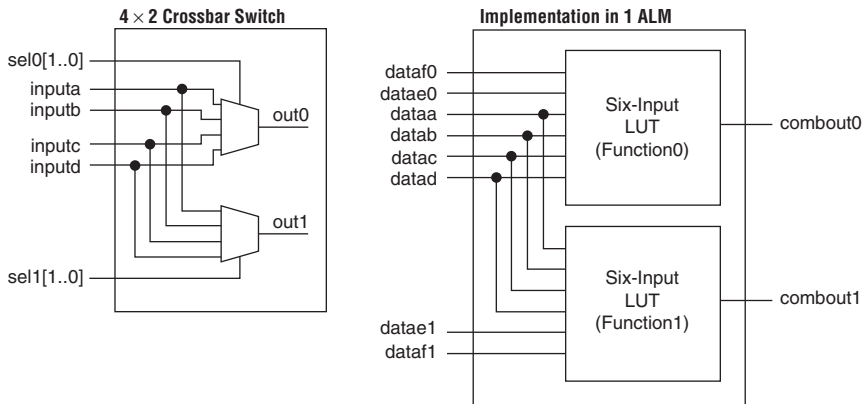 4 × 2 Crossbar Switch
sel0[1..0]
inputa
inputb
inputc
inputd
out0
out1
sel1[1..0]
Implementation in 1 ALM
dataf0
datae0
dataa
datab
datac
datad
Six-Input
LUT
(Function0)
combout0
Six-Input
LUT
(Function1)
combout1
datae1
dataf1